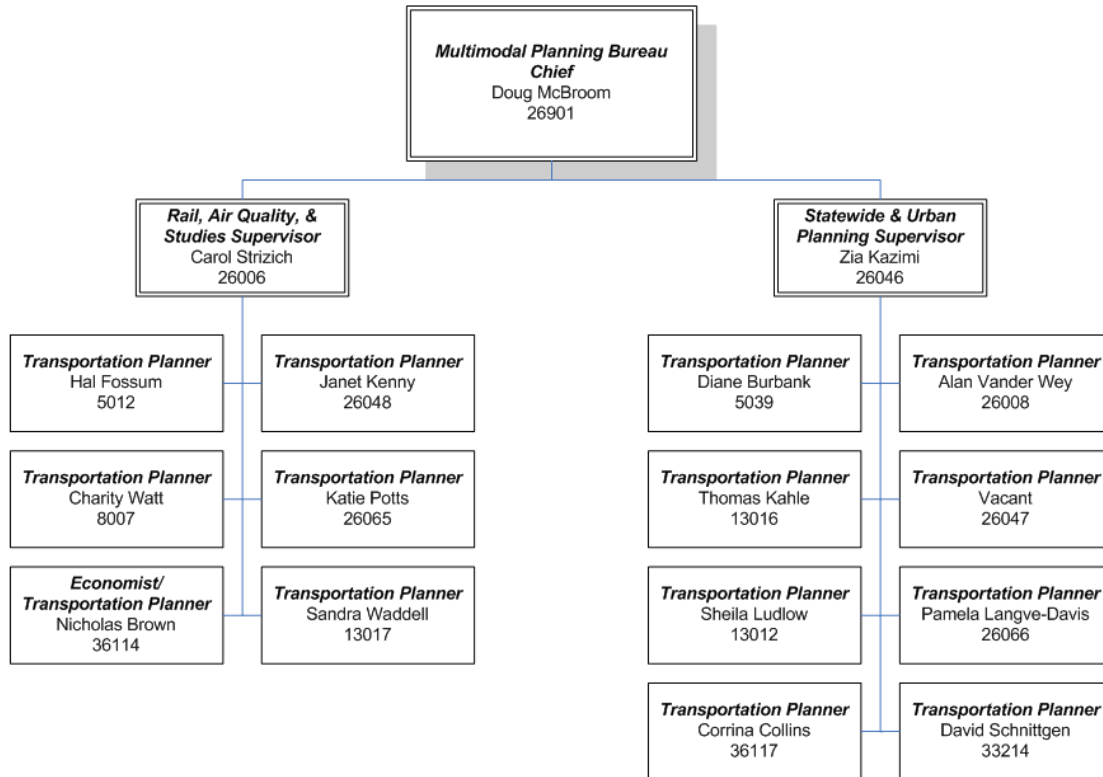 Multimodal Planning Bureau
Chief
Doug McBroom
26901
Rail, Air Quality, &
Studies Supervisor
Carol Strizich
26006
Statewide & Urban
Planning Supervisor
Zia Kazimi
26046
Transportation Planner
Hal Fossum
5012
Transportation Planner
Janet Kenny
26048
Transportation Planner
Diane Burbank
5039
Transportation Planner
Alan Vander Wey
26008
Transportation Planner
Charity Watt
8007
Transportation Planner
Katie Potts
26065
Transportation Planner
Thomas Kahle
13016
Transportation Planner
Vacant
26047
Economist/
Transportation Planner
Nicholas Brown
36114
Transportation Planner
Sandra Waddell
13017
Transportation Planner
Sheila Ludlow
13012
Transportation Planner
Pamela Langve-Davis
26066
Transportation Planner
Corrina Collins
36117
Transportation Planner
David Schnittgen
33214